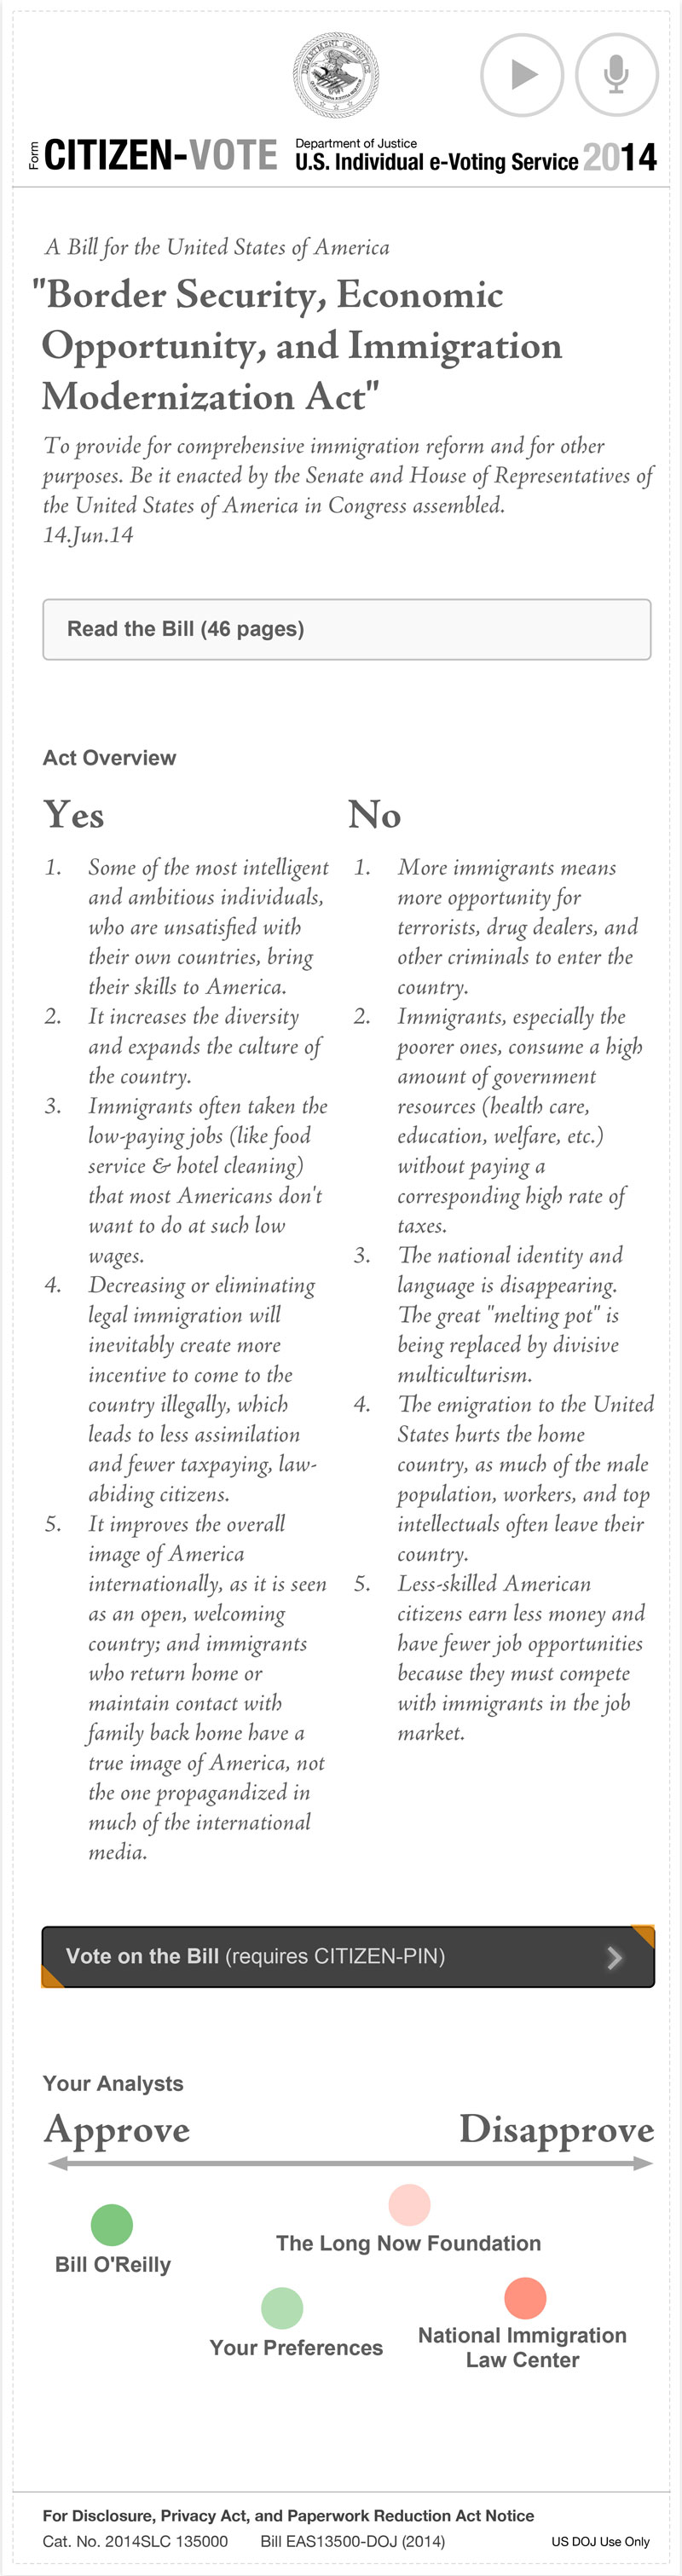 DEPARTMENT OF JUSTICE
Form
CITIZEN-VOTE
Department of Justice
U.S. Individual e-Voting Service 2014
A Bill for the United States of America
"Border Security, Economic
Opportunity, and Immigration
Modernization Act"
To provide for comprehensive immigration reform and for other
purposes. Be it enacted by the Senate and House of Representatives of
the United States of America in Congress assembled.
14.Jun.14
Read the Bill (46 pages)
Act Overview
Yes
1. Some of the most intelligent
and ambitious individuals,
who are unsatisfied with
their own countries, bring
their skills to America.
2. It increases the diversity
and expands the culture of
the country.
3. Immigrants often taken the
low-paying jobs (like food
service & hotel cleaning)
that most Americans don't
want to do at such low
wages.
4. Decreasing or eliminating
legal immigration will
inevitably create more
incentive to come to the
country illegally, which
leads to less assimilation
and fewer taxpaying, law-
abiding citizens.
5. It improves the overall
image of America
internationally, as it is seen
as an open, welcoming
country; and immigrants
who return home or
maintain contact with
family back home have a
true image of America, not
the one propagandized in
much of the international
media.
No
1. More immigrants means
more opportunity for
terrorists, drug dealers, and
other criminals to enter the
country.
2. Immigrants, especially the
poorer ones, consume a high
amount of government
resources (health care,
education, welfare, etc.)
without paying a
corresponding high rate of
taxes.
3. The national identity and
language is disappearing.
The great "melting pot" is
being replaced by divisive
multiculturism.
4. The emigration to the United
States hurts the home
country, as much of the male
population, workers, and top
intellectuals often leave their
country.
5. Less-skilled American
citizens earn less money and
have fewer job opportunities
because they must compete
with immigrants in the job
market.
Vote on the Bill (requires CITIZEN-PIN)
Your Analysts
Approve
Disapprove
Bill O'Reilly
The Long Now Foundation
Your Preferences
National Immigration
Law Center
For Disclosure, Privacy Act, and Paperwork Reduction Act Notice
Cat. No. 2014SLC 135000
Bill EAS13500-DOJ (2014)
US DOJ Use Only